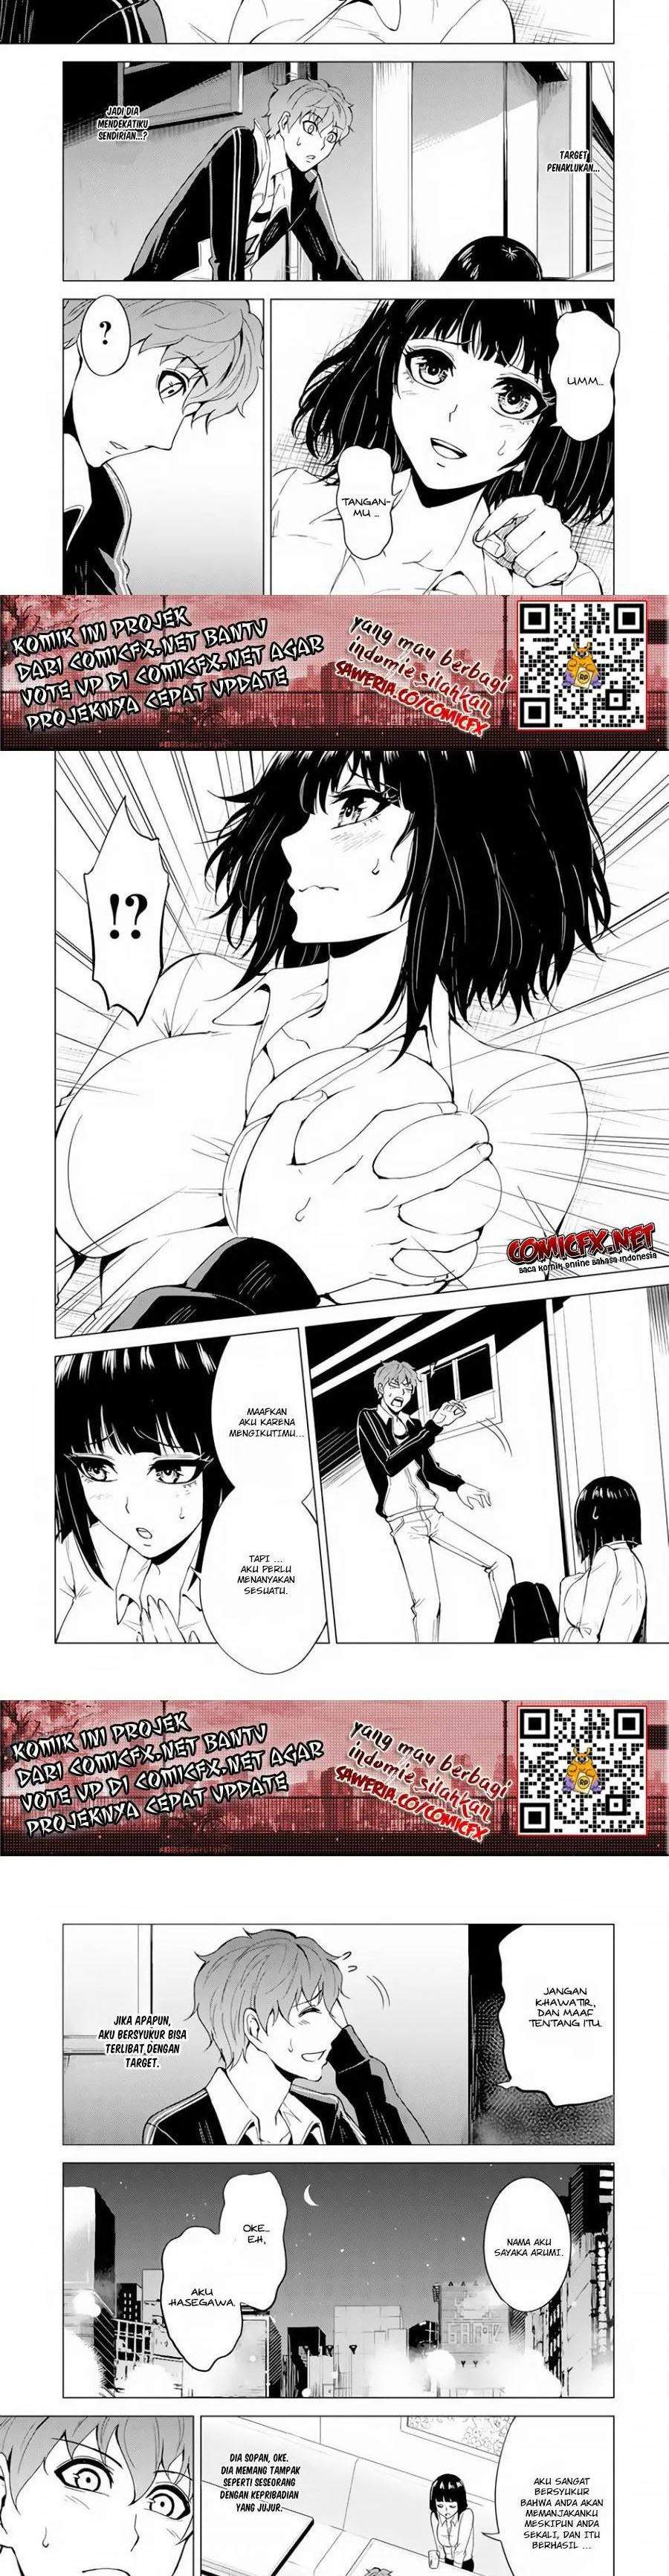 TARGET
PENAKLUKAN...
JADI DIA
MENDEKATIKU
SENDIRIAN...?
UMM..
TANGAN-
MU ..
?
KOMIK INI PROJEK
DARI COMICFX.NET BANTU
VOTE UP DI COMICFX.NET AGAR
PROJEKNYA CEPAT UPDATE
yang mau berbagi
indomie silahkan
SAWERIA.CO/COMICFX
!?
COMICFX.NET
baca komik online bahasa indonesia
MAAFKAN
AKU KARENA
MENGIKUTIMU...
TAPI ...
AKU PERLU
MENANYAKAN
SESUATU.
KOMIK INI PROJEK
DARI COMICFX.NET BANTU
VOTE UP DI COMICFX.NET AGAR
PROJEKNYA CEPAT UPDATE
yang mau berbagi
indomie silahkan
SAWERIA.CO/COMICFX
JANGAN
KHAWATIR,
DAN MAAF
TENTANG ITU.
JIKA APAPUN,
AKU BERSYUKUR BISA
TERLIBAT DENGAN
TARGET.
NAMA AKU
SAYAKA ARUMI.
OKE...
EH,
AKU
HASEGAWA.
AKU SANGAT
BERSYUKUR
BAHWA ANDA AKAN
MEMANJAKANKU
MESKIPUN ANDA
SEKALI, DAN ITU
BERHASIL ...
DIA SOPAN, OKE.
DIA MEMANG TAMPAK
SEPERTI SESEORANG
DENGAN KEPRIBADIAN
YANG JUJUR.